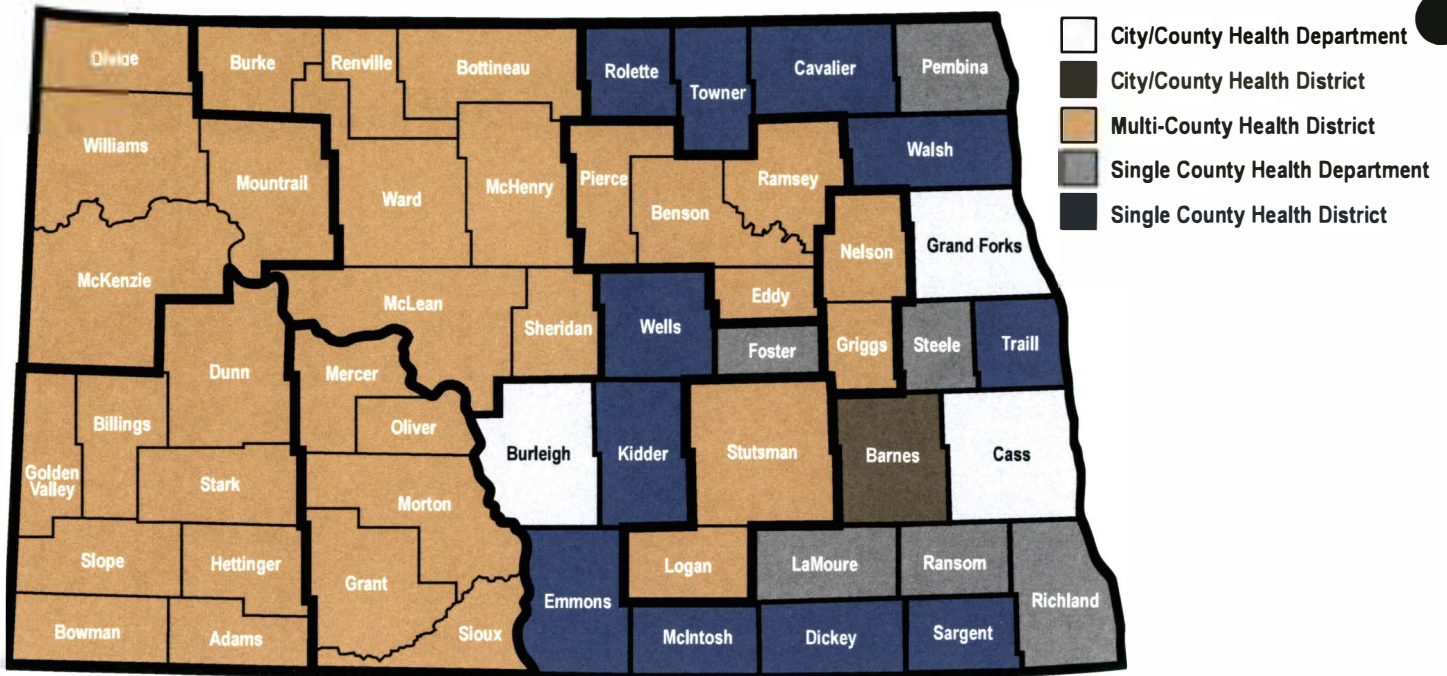 City/County Health Department
City/County Health District
Multi-County Health District
Single County Health Department
Single County Health District
Divide
Burke
Renville
Bottineau
Rolette
Towner
Cavalier
Pembina
Williams
Mountrail
Ward
McHenry
Pierce
Benson
Ramsey
Walsh
Nelson
Grand Forks
McKenzie
McLean
Sheridan
Wells
Eddy
Foster
Griggs
Steele
Traill
Dunn
Mercer
Oliver
Billings
Golden
Valley
Stark
Morton
Burleigh
Kidder
Stutsman
Barnes
Cass
Slope
Hettinger
Grant
Logan
LaMoure
Ransom
Richland
Emmons
Bowman
Adams
Sioux
McIntosh
Dickey
Sargent